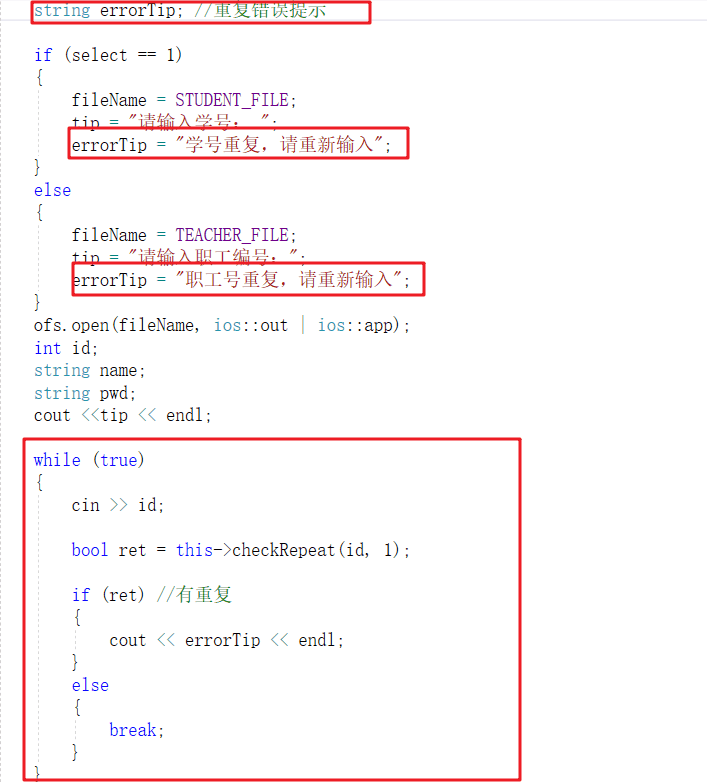 string errorTip; //重复错误提示
if (select == 1)
{
fileName = STUDENT_FILE;
tip = "请输入学号： ";
errorTip = "学号重复，请重新输入";
}
else
{
fileName = TEACHER_FILE;
tip = "请输入职工编号：";
errorTip = "职工号重复，请重新输入";
}
ofs.open(fileName, ios::out | ios::app);
int id;
string name;
string pwd;
cout <<tip << endl;
while (true)
{
cin >> id;
bool ret = this->checkRepeat(id, 1);
if (ret) //有重复
{
cout << errorTip << endl;
}
else
{
break;
}
}